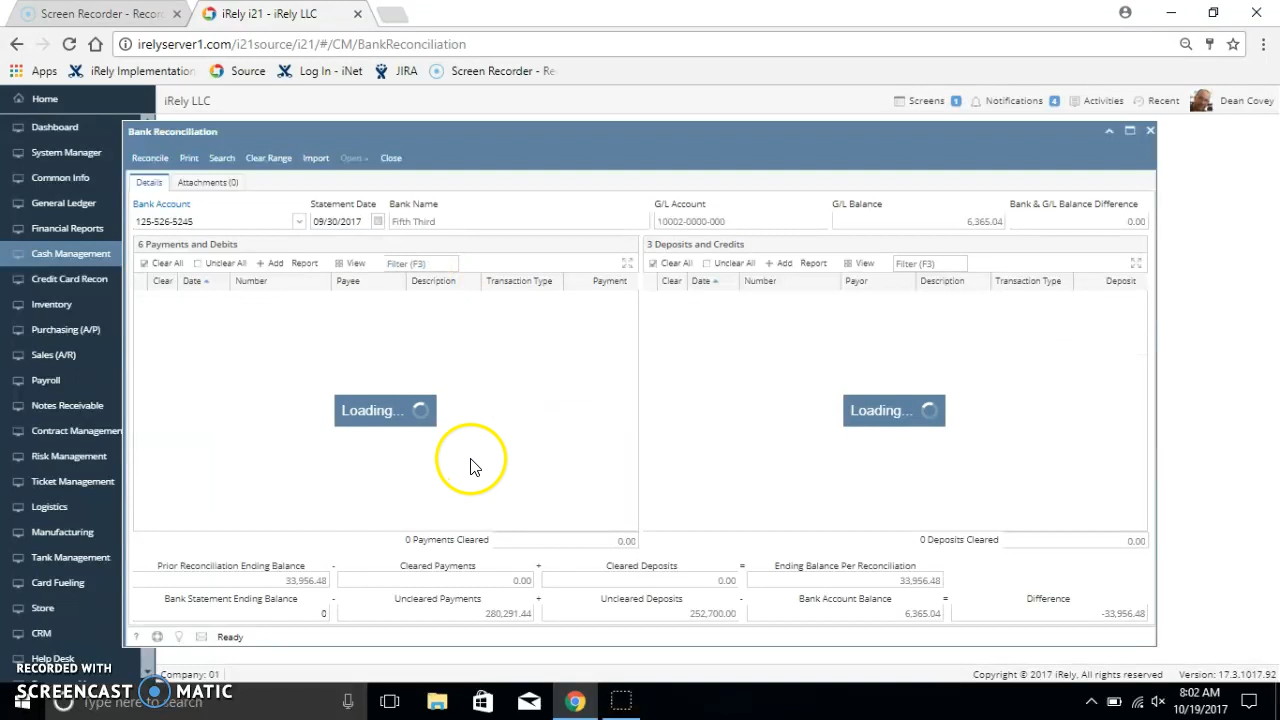 Screen Recorder - Recor
iRely i21 - iRely LLC
irelyserver1.com/i21source/i21/#/CM/BankReconciliation
Apps
iRely Implementation
Source
Log In - iNet
JIRA
Screen Recorder - Re
Home
iRely LLC
Screens 1
Notifications 4
Activities
Recent
Dean Covey
Dashboard
System Manager
Common Info
General Ledger
Financial Reports
Cash Management
Credit Card Recon
Inventory
Purchasing (A/P)
Sales (A/R)
Payroll
Notes Receivable
Contract Managemen
Risk Management
Ticket Management
Logistics
Manufacturing
Tank Management
Card Fueling
Store
CRM
Help Desk
Bank Reconciliation
Reconcile Print Search Clear Range Import Open Close
Details Attachments (0)
Bank Account Statement Date Bank Name G/L Account G/L Balance Bank & G/L Balance Difference
125-526-5245 09/30/2017 Fifth Third 10002-0000-000 6,365.04 0.00
6 Payments and Debits
Clear All Unclear All + Add Report View Filter (F3)
Clear Date Number Payee Description Transaction Type Payment
Loading...
0 Payments Cleared 0.00
3 Deposits and Credits
Clear All Unclear All + Add Report View Filter (F3)
Clear Date Number Payor Description Transaction Type Deposit
Loading...
0 Deposits Cleared 0.00
Prior Reconciliation Ending Balance - Cleared Payments + Cleared Deposits = Ending Balance Per Reconciliation
33,956.48 0.00 0.00 33,956.48
Bank Statement Ending Balance - Uncleared Payments + Uncleared Deposits - Bank Account Balance = Difference
0 280,291.44 252,700.00 6,365.04 -33,956.48
? Ready
Company: 01
Copyright © 2017 iRely. All rights reserved Version: 17.3.1017.92
RECORDED WITH
SCREENCAST MATIC
Type here to search
8:02 AM
10/19/2017